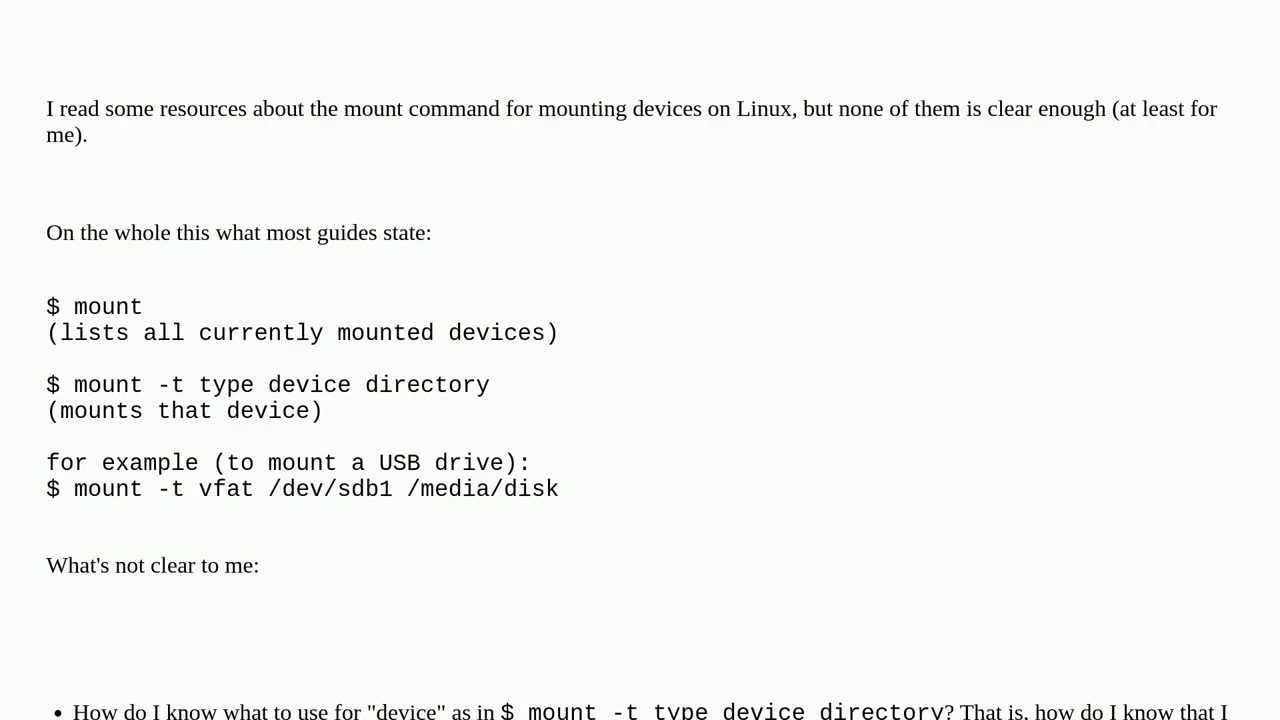 I read some resources about the mount command for mounting devices on Linux, but none of them is clear enough (at least for
me).
On the whole this what most guides state:
$ mount
(lists all currently mounted devices)
$ mount -t type device directory
(mounts that device)
for example (to mount a USB drive):
$ mount -t vfat /dev/sdb1 /media/disk
What's not clear to me:
• How do I know what to use for "device" as in $ mount -t type device directory? That is, how do I know that I